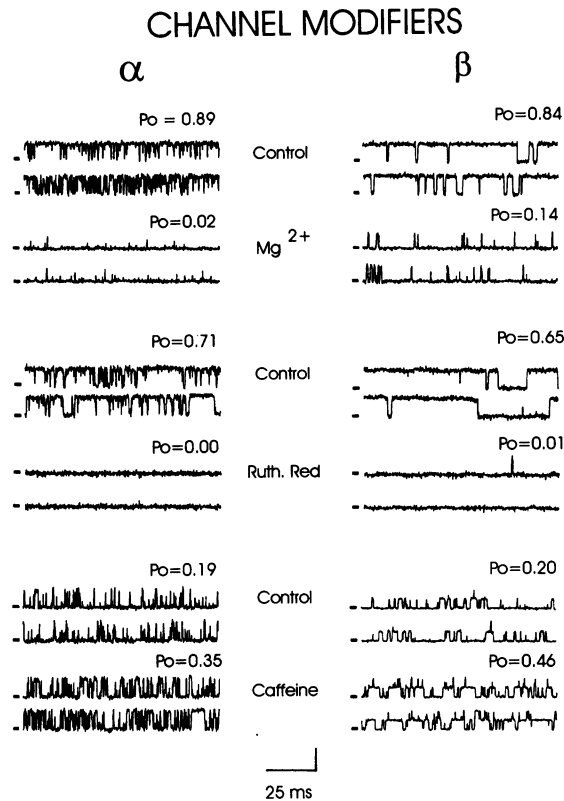 CHANNEL MODIFIERS
α β
Po = 0.89 Po=0.84
Control
Po=0.02 Po=0.14
Mg 2+
Po=0.71 Po=0.65
Control
Po=0.00 Po=0.01
Ruth. Red
Po=0.19 Po=0.20
Control
Po=0.35 Po=0.46
Caffeine
25 ms